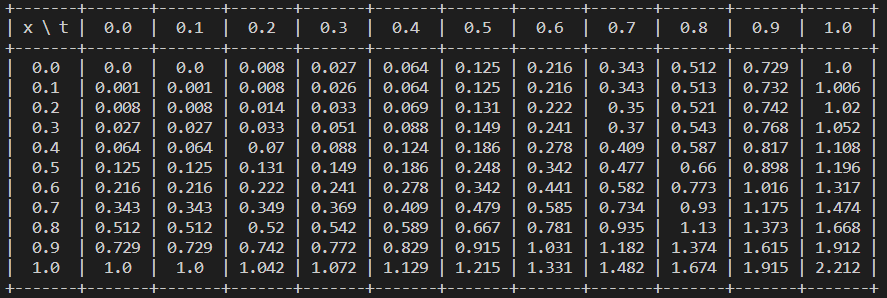 +-------+-------+-------+-------+-------+-------+-------+-------+-------+-------+-------+-------+
| x \ t | 0.0 | 0.1 | 0.2 | 0.3 | 0.4 | 0.5 | 0.6 | 0.7 | 0.8 | 0.9 | 1.0 |
+-------+-------+-------+-------+-------+-------+-------+-------+-------+-------+-------+-------+
| 0.0 | 0.0 | 0.0 | 0.008 | 0.027 | 0.064 | 0.125 | 0.216 | 0.343 | 0.512 | 0.729 | 1.0 |
| 0.1 | 0.001 | 0.001 | 0.008 | 0.026 | 0.064 | 0.125 | 0.216 | 0.343 | 0.513 | 0.732 | 1.006 |
| 0.2 | 0.008 | 0.008 | 0.014 | 0.033 | 0.069 | 0.131 | 0.222 | 0.35 | 0.521 | 0.742 | 1.02 |
| 0.3 | 0.027 | 0.027 | 0.033 | 0.051 | 0.088 | 0.149 | 0.241 | 0.37 | 0.543 | 0.768 | 1.052 |
| 0.4 | 0.064 | 0.064 | 0.07 | 0.088 | 0.124 | 0.186 | 0.278 | 0.409 | 0.587 | 0.817 | 1.108 |
| 0.5 | 0.125 | 0.125 | 0.131 | 0.149 | 0.186 | 0.248 | 0.342 | 0.477 | 0.66 | 0.898 | 1.196 |
| 0.6 | 0.216 | 0.216 | 0.222 | 0.241 | 0.278 | 0.342 | 0.441 | 0.582 | 0.773 | 1.016 | 1.317 |
| 0.7 | 0.343 | 0.343 | 0.349 | 0.369 | 0.409 | 0.479 | 0.585 | 0.734 | 0.93 | 1.175 | 1.474 |
| 0.8 | 0.512 | 0.512 | 0.52 | 0.542 | 0.589 | 0.667 | 0.781 | 0.935 | 1.13 | 1.373 | 1.668 |
| 0.9 | 0.729 | 0.729 | 0.742 | 0.772 | 0.829 | 0.915 | 1.031 | 1.182 | 1.374 | 1.615 | 1.912 |
| 1.0 | 1.0 | 1.0 | 1.042 | 1.072 | 1.129 | 1.215 | 1.331 | 1.482 | 1.674 | 1.915 | 2.212 |
+-------+-------+-------+-------+-------+-------+-------+-------+-------+-------+-------+-------+